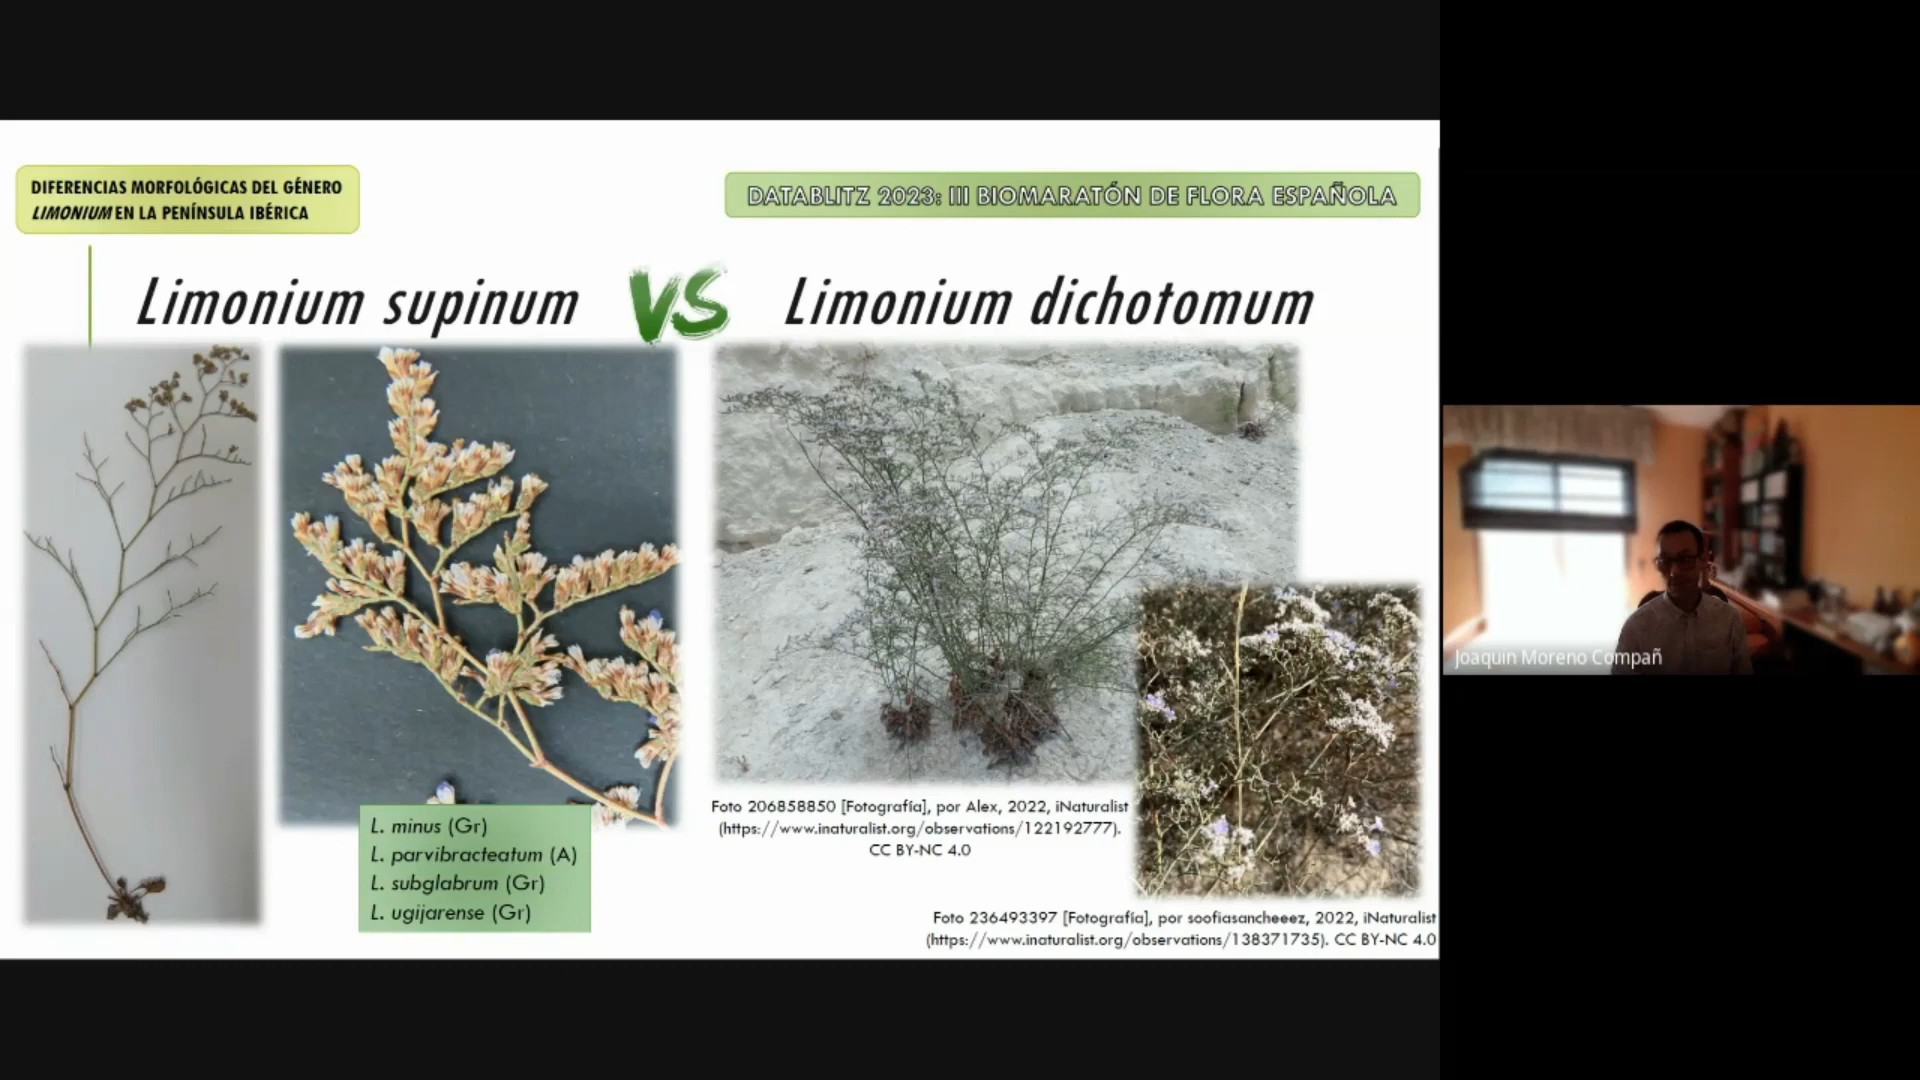 DIFERENCIAS MORFOLÓGICAS DEL GÉNERO
LIMONIUM EN LA PENÍNSULA IBÉRICA
DATABLITZ 2023: III BIOMARATÓN DE FLORA ESPAÑOLA
Limonium supinum VS Limonium dichotomum
L. minus (Gr)
L. parvibracteatum (A)
L. subglabrum (Gr)
L. ugijarense (Gr)
Foto 206858850 [Fotografía], por Alex, 2022, iNaturalist
(https://www.inaturalist.org/observations/122192777).
CC BY-NC 4.0
Foto 236493397 [Fotografía], por soofiasancheeez, 2022, iNaturalist
(https://www.inaturalist.org/observations/138371735). CC BY-NC 4.0
Joaquin Moreno Compañ